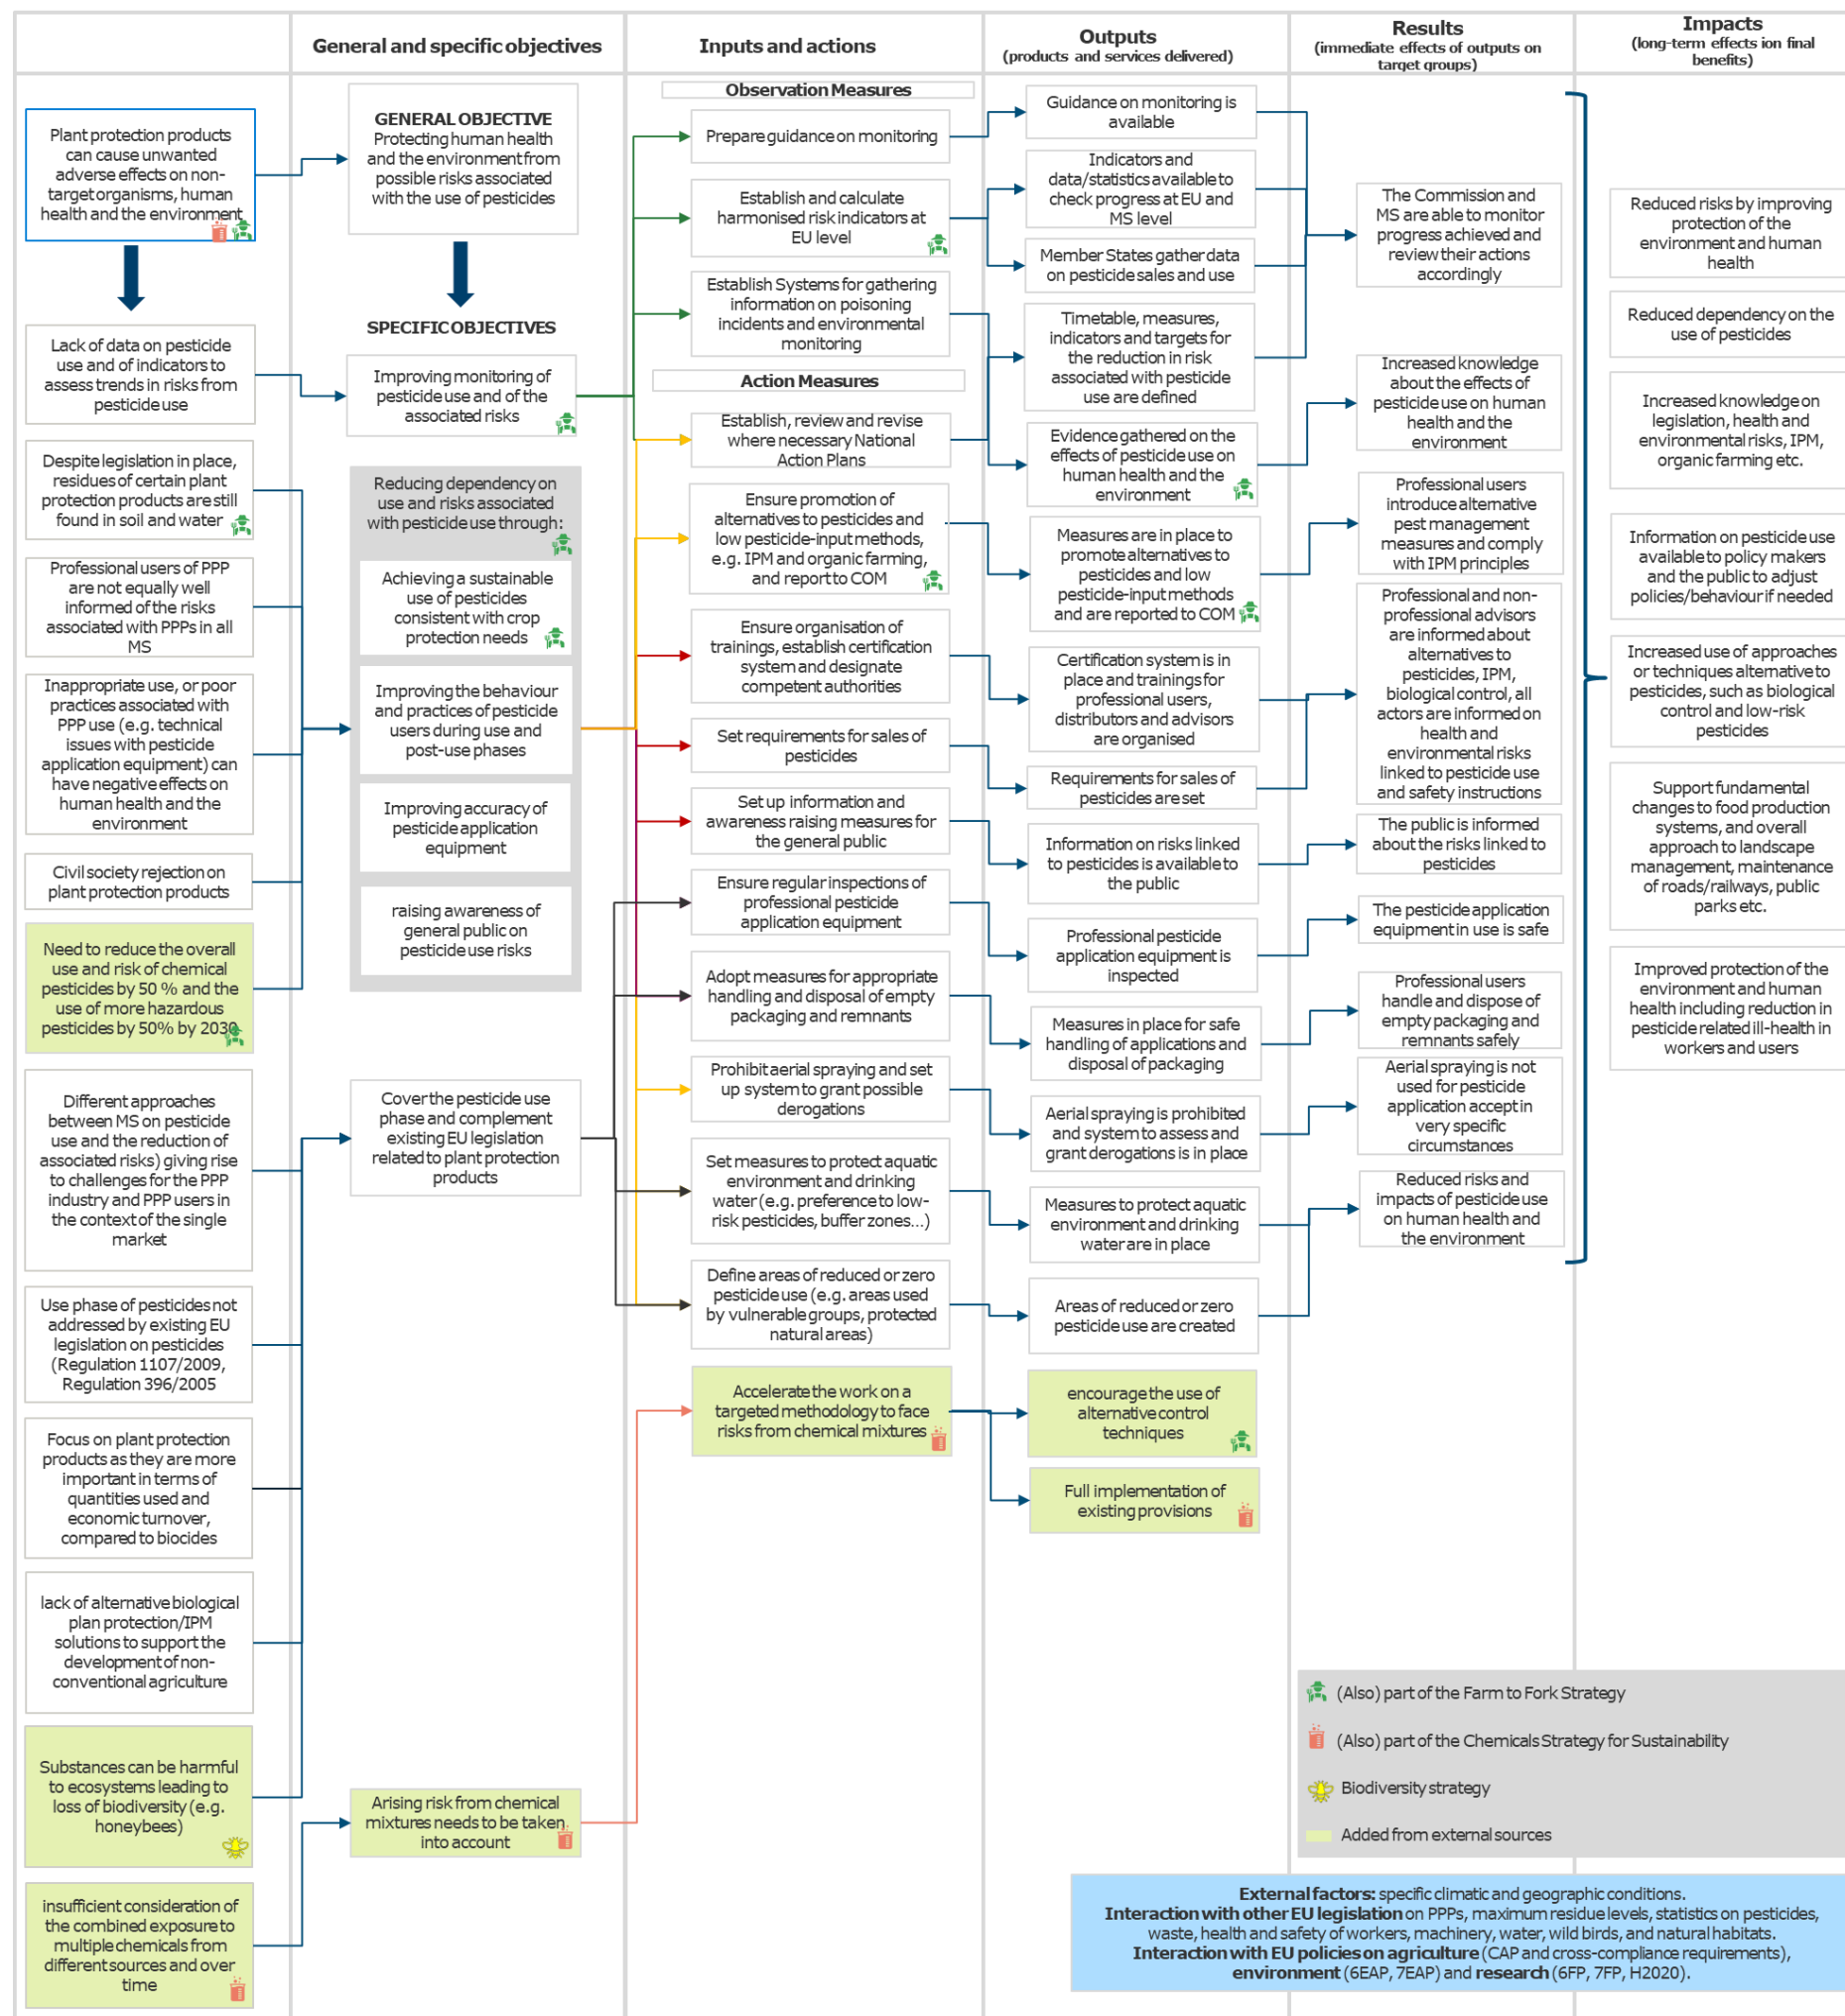 General and specific objectives
Inputs and actions
Outputs
(products and services delivered)
Results
(immediate effects of outputs on
target groups)
Impacts
(long-term effects ion final
benefits)
Plant protection products
can cause unwanted
adverse effects on non-
target organisms, human
health and the environment
Lack of data on pesticide
use and of indicators to
assess trends in risks from
pesticide use
Despite legislation in place,
residues of certain plant
protection products are still
found in soil and water
Professional users of PPP
are not equally well
informed of the risks
associated with PPPs in all
MS
Inappropriate use, or poor
practices associated with
PPP use (e.g. technical
issues with pesticide
application equipment) can
have negative effects on
human health and the
environment
Civil society rejection on
plant protection products
Need to reduce the overall
use and risk of chemical
pesticides by 50 % and the
use of more hazardous
pesticides by 50% by 2030
Different approaches
between MS on pesticide
use and the reduction of
associated risks) giving rise
to challenges for the PPP
industry and PPP users in
the context of the single
market
Use phase of pesticides not
addressed by existing EU
legislation on pesticides
(Regulation 1107/2009,
Regulation 396/2005
Focus on plant protection
products as they are more
important in terms of
quantities used and
economic turnover,
compared to biocides
lack of alternative biological
plan protection/IPM
solutions to support the
development of non-
conventional agriculture
Substances can be harmful
to ecosystems leading to
loss of biodiversity (e.g.
honeybees)
insufficient consideration of
the combined exposure to
multiple chemicals from
different sources and over
time
GENERAL OBJECTIVE
Protecting human health
and the environment from
possible risks associated
with the use of pesticides
SPECIFIC OBJECTIVES
Improving monitoring of
pesticide use and of the
associated risks
Reducing dependency on
use and risks associated
with pesticide use through:
Achieving a sustainable
use of pesticides
consistent with crop
protection needs
Improving the behaviour
and practices of pesticide
users during use and
post-use phases
Improving accuracy of
pesticide application
equipment
raising awareness of
general public on
pesticide use risks
Cover the pesticide use
phase and complement
existing EU legislation
related to plant protection
products
Arising risk from chemical
mixtures needs to be taken
into account
Observation Measures
Prepare guidance on monitoring
Establish and calculate
harmonised risk indicators at
EU level
Establish Systems for gathering
information on poisoning
incidents and environmental
monitoring
Action Measures
Establish, review and revise
where necessary National
Action Plans
Ensure promotion of
alternatives to pesticides and
low pesticide-input methods,
e.g. IPM and organic farming,
and report to COM
Ensure organisation of
trainings, establish certification
system and designate
competent authorities
Set requirements for sales of
pesticides
Set up information and
awareness raising measures for
the general public
Ensure regular inspections of
professional pesticide
application equipment
Adopt measures for appropriate
handling and disposal of empty
packaging and remnants
Prohibit aerial spraying and set
up system to grant possible
derogations
Set measures to protect aquatic
environment and drinking
water (e.g. preference to low-
risk pesticides, buffer zones...)
Define areas of reduced or zero
pesticide use (e.g. areas used
by vulnerable groups, protected
natural areas)
Accelerate the work on a
targeted methodology to face
risks from chemical mixtures
Guidance on monitoring is
available
Indicators and
data/statistics available to
check progress at EU and
MS level
Member States gather data
on pesticide sales and use
Timetable, measures,
indicators and targets for
the reduction in risk
associated with pesticide
use are defined
Evidence gathered on the
effects of pesticide use on
human health and the
environment
Measures are in place to
promote alternatives to
pesticides and low
pesticide-input methods
and are reported to COM
Certification system is in
place and trainings for
professional users,
distributors and advisors
are organised
Requirements for sales of
pesticides are set
Information on risks linked
to pesticides is available to
the public
Professional pesticide
application equipment is
inspected
Measures in place for safe
handling of applications and
disposal of packaging
Aerial spraying is prohibited
and system to assess and
grant derogations is in place
Measures to protect aquatic
environment and drinking
water are in place
Areas of reduced or zero
pesticide use are created
encourage the use of
alternative control
techniques
Full implementation of
existing provisions
The Commission and
MS are able to monitor
progress achieved and
review their actions
accordingly
Increased knowledge
about the effects of
pesticide use on human
health and the
environment
Professional users
introduce alternative
pest management
measures and comply
with IPM principles
Professional and non-
professional advisors
are informed about
alternatives to
pesticides, IPM,
biological control, all
actors are informed on
health and
environmental risks
linked to pesticide use
and safety instructions
The public is informed
about the risks linked to
pesticides
The pesticide application
equipment in use is safe
Professional users
handle and dispose of
empty packaging and
remnants safely
Aerial spraying is not
used for pesticide
application accept in
very specific
circumstances
Reduced risks and
impacts of pesticide use
on human health and
the environment
Reduced risks by improving
protection of the
environment and human
health
Reduced dependency on the
use of pesticides
Increased knowledge on
legislation, health and
environmental risks, IPM,
organic farming etc.
Information on pesticide use
available to policy makers
and the public to adjust
policies/behaviour if needed
Increased use of approaches
or techniques alternative to
pesticides, such as biological
control and low-risk
pesticides
Support fundamental
changes to food production
systems, and overall
approach to landscape
management, maintenance
of roads/railways, public
parks etc.
Improved protection of the
environment and human
health including reduction in
pesticide related ill-health in
workers and users
(Also) part of the Farm to Fork Strategy
(Also) part of the Chemicals Strategy for Sustainability
Biodiversity strategy
Added from external sources
External factors: specific climatic and geographic conditions.
Interaction with other EU legislation on PPPs, maximum residue levels, statistics on pesticides,
waste, health and safety of workers, machinery, water, wild birds, and natural habitats.
Interaction with EU policies on agriculture (CAP and cross-compliance requirements),
environment (6EAP, 7EAP) and research (6FP, 7FP, H2020).